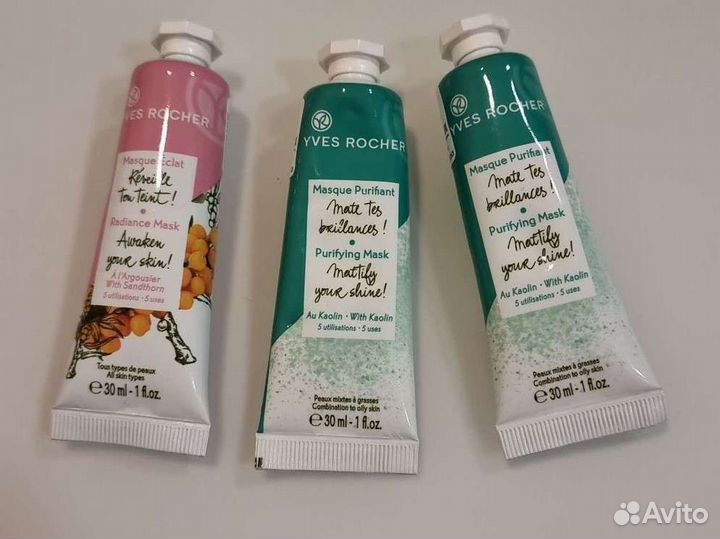 YVES ROCHER
Masque Éclat
Réveille
ton teint !
Radiance Mask
Awaken
your skin!
À l'Argousier
With Sandthorn
5 utilisations • 5 uses
Tous types de peaux
All skin types
℮ 30 ml - 1 fl.oz.
YVES ROCHER
Masque Purifiant
Mate tes
brillances !
Purifying Mask
Mattify
your shine!
Au Kaolin • With Kaolin
5 utilisations • 5 uses
Peaux mixtes à grasses
Combination to oily skin
℮ 30 ml - 1 fl.oz.
YVES ROCHER
Masque Purifiant
Mate tes
brillances !
Purifying Mask
Mattify
your shine!
Au Kaolin • With Kaolin
5 utilisations • 5 uses
Peaux mixtes à grasses
Combination to oily skin
℮ 30 ml - 1 fl.oz.
Avito